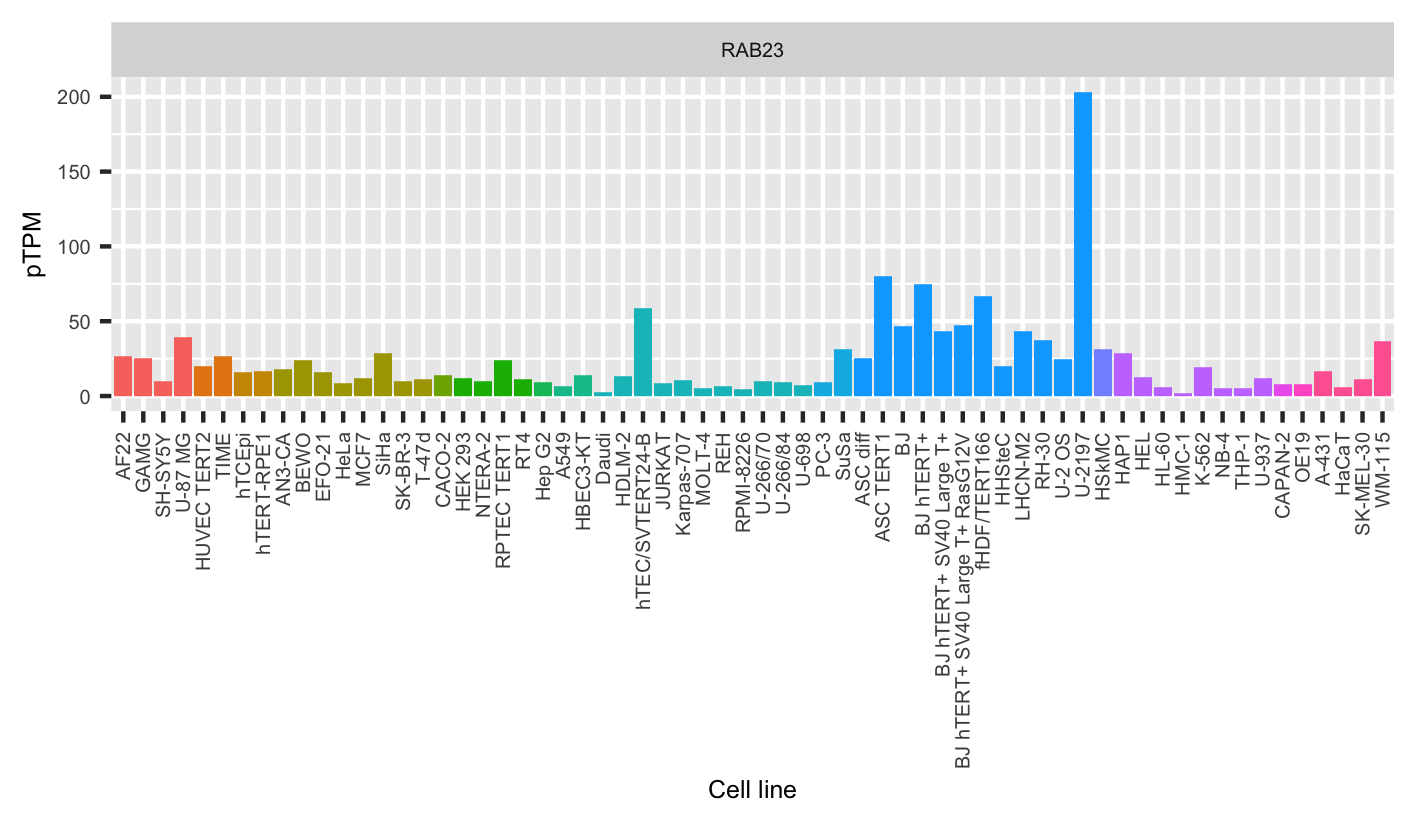 RAB23
200
150
100
50
0
pTPM
AF22
GAMG
SH-SY5Y
U-87 MG
HUVEC TERT2
TIME
hTCEpi
hTERT-RPE1
AN3-CA
BEWO
EFO-21
HeLa
MCF7
SiHa
SK-BR-3
T-47d
CACO-2
HEK 293
NTERA-2
RPTEC TERT1
RT4
Hep G2
A549
HBEC3-KT
Daudi
HDLM-2
hTEC/SVTERT24-B
JURKAT
Karpas-707
MOLT-4
REH
RPMI-8226
U-266/70
U-266/84
U-698
PC-3
SuSa
ASC diff
ASC TERT1
BJ
BJ hTERT+
BJ hTERT+ SV40 Large T+
BJ hTERT+ SV40 Large T+ RasG12V
fHDF/TERT166
HHSteC
LHCN-M2
RH-30
U-2 OS
U-2197
HSkMC
HAP1
HEL
HL-60
HMC-1
K-562
NB-4
THP-1
U-937
CAPAN-2
OE19
A-431
HaCaT
SK-MEL-30
WM-115
Cell line